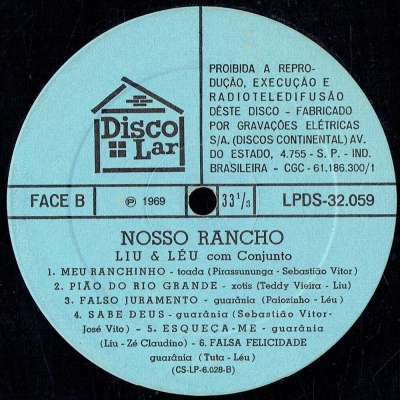 Disco
Lar
PROIBIDA A REPRO-
DUÇÃO, EXECUÇÃO E
RADIOTELEDIFUSÃO
DÊSTE DISCO - FABRICADO
POR GRAVAÇÕES ELÉTRICAS
S/A. (DISCOS CONTINENTAL) AV.
DO ESTADO, 4.755 - S. P. - IND.
BRASILEIRA - CGC - 61.186.300/1
FACE B
℗ 1969
33 1/3
LPDS-32.059
NOSSO RANCHO
LIU & LÉU com Conjunto
1. MEU RANCHINHO - toada (Pirassununga - Sebastião Vitor)
2. PIÃO DO RIO GRANDE - xotis (Teddy Vieira - Liu)
3. FALSO JURAMENTO - guarânia (Paiozinho - Léu)
4. SABE DEUS - guarânia (Sebastião Vitor-
José Vito) - 5. ESQUEÇA-ME - guarânia
(Liu - Zé Claudino) - 6. FALSA FELICIDADE
guarânia (Tuta - Léu)
(CS-LP-6.028-B)